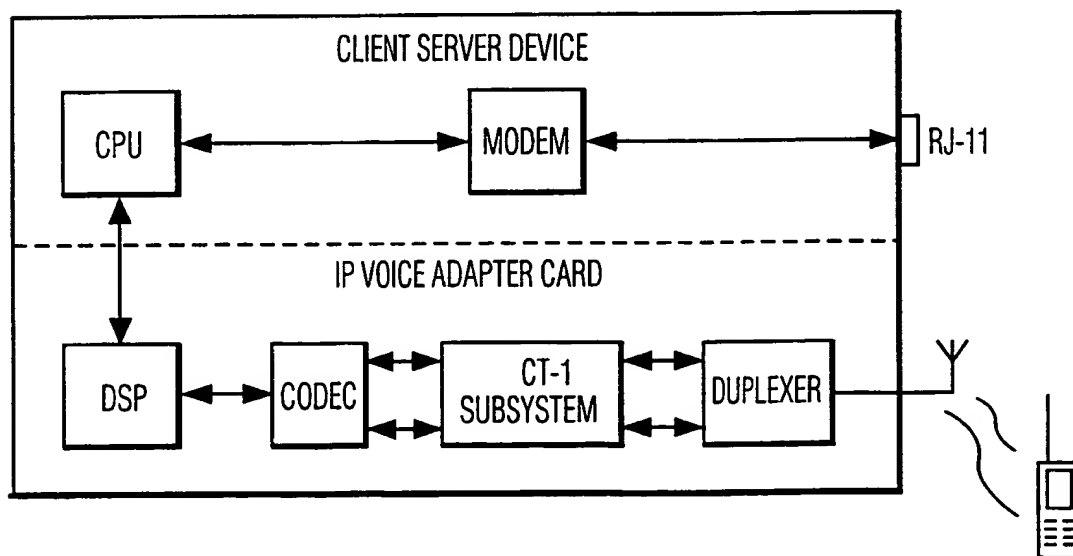 CLIENT SERVER DEVICE
CPU
MODEM
RJ-11
IP VOICE ADAPTER CARD
DSP
CODEC
CT-1
SUBSYSTEM
DUPLEXER